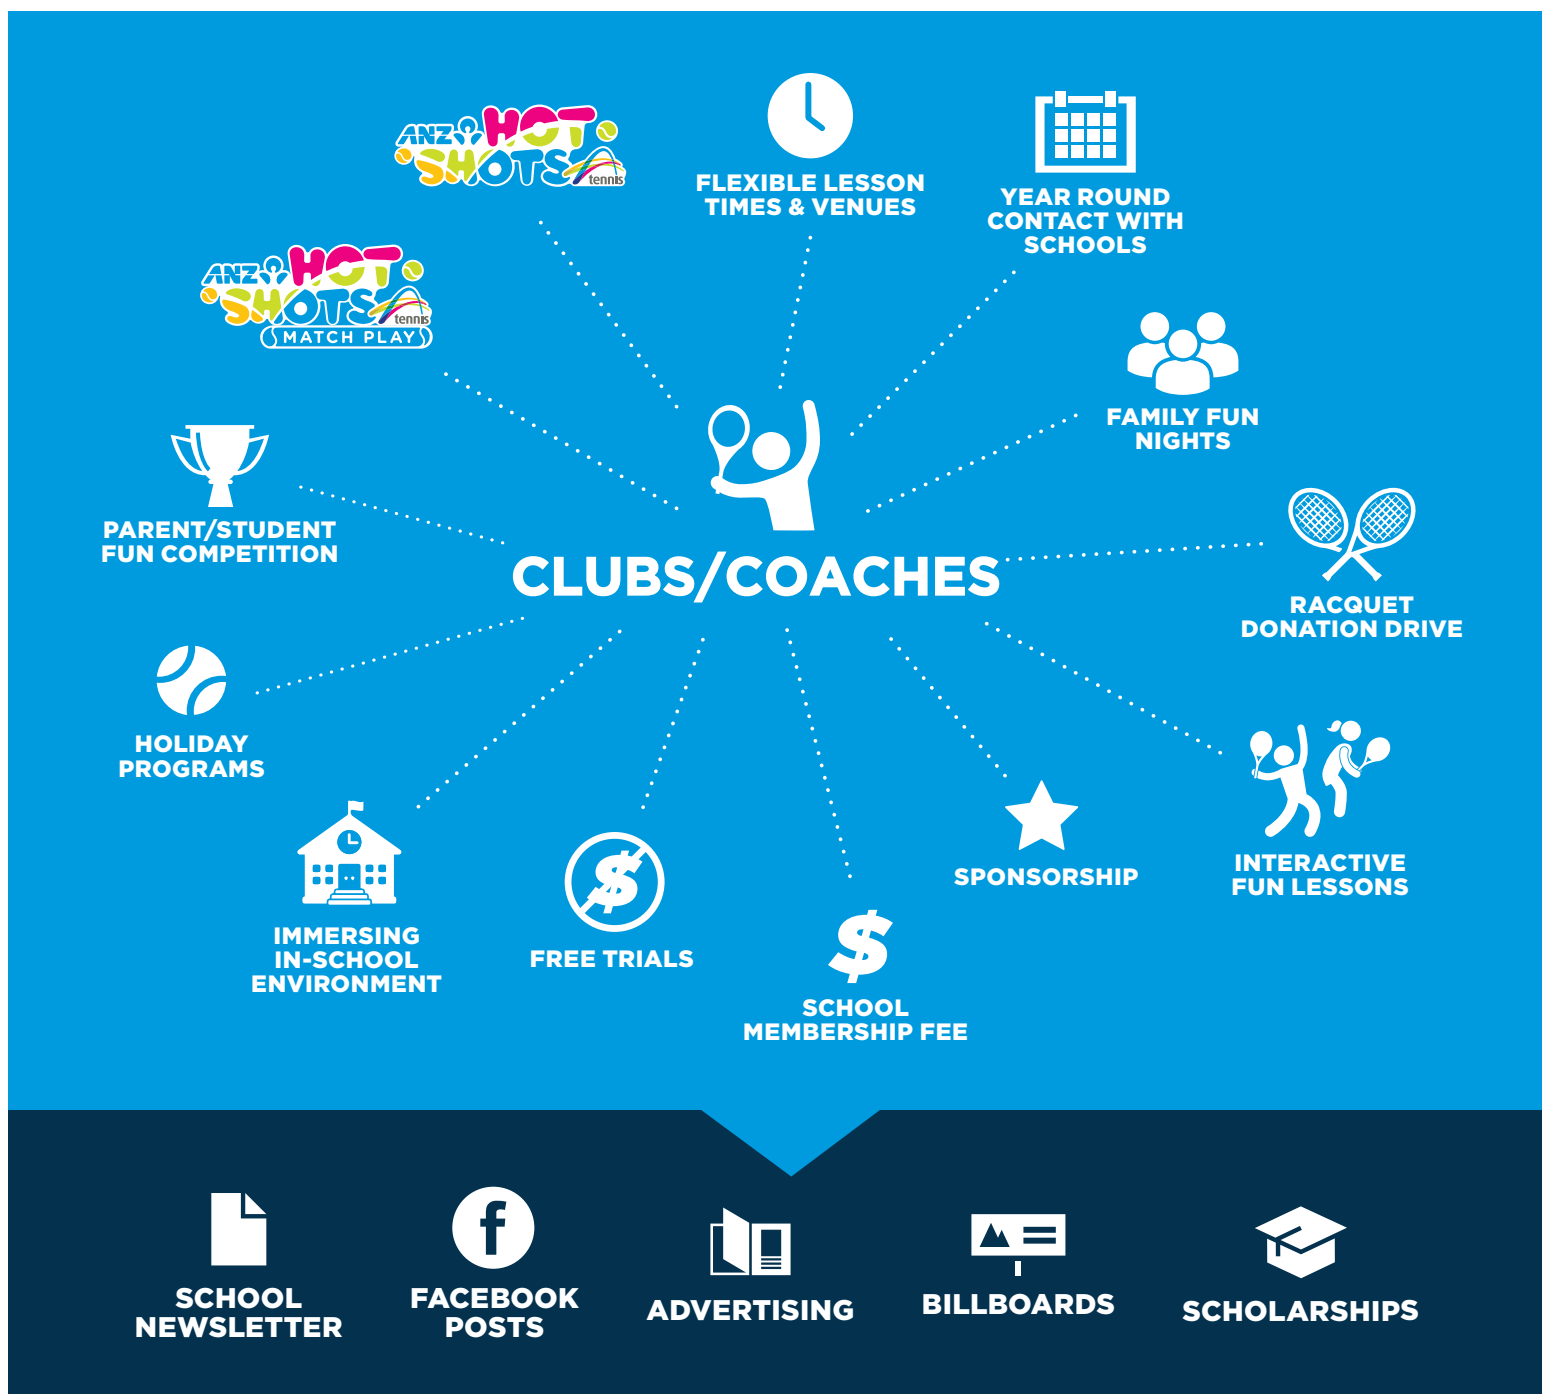 ANZ HOT
SHOTS
tennis
FLEXIBLE LESSON
TIMES & VENUES
YEAR ROUND
CONTACT WITH
SCHOOLS
ANZ HOT
SHOTS
tennis
MATCH PLAY
FAMILY FUN
NIGHTS
PARENT/STUDENT
FUN COMPETITION
CLUBS/COACHES
RACQUET
DONATION DRIVE
HOLIDAY
PROGRAMS
INTERACTIVE
FUN LESSONS
SPONSORSHIP
IMMERSING
IN-SCHOOL
ENVIRONMENT
$
FREE TRIALS
$
SCHOOL
MEMBERSHIP FEE
f
SCHOOL
NEWSLETTER
FACEBOOK
POSTS
ADVERTISING
BILLBOARDS
SCHOLARSHIPS